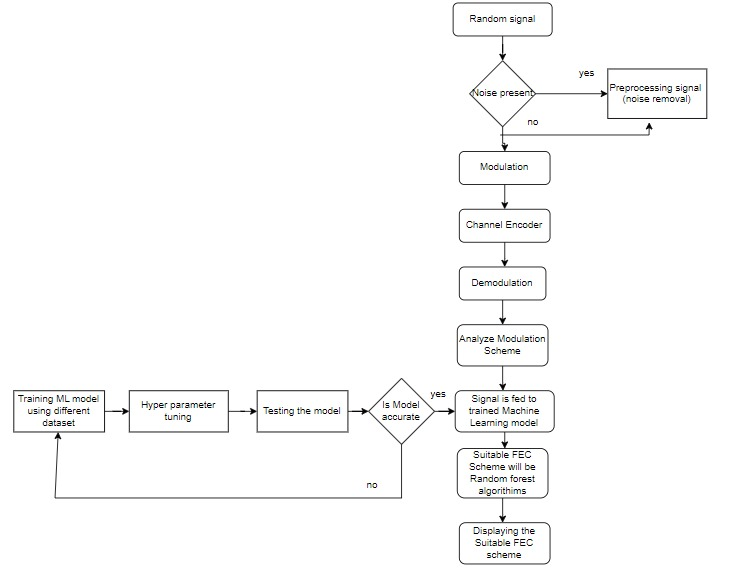 Random signal
Noise present
yes
Preprocessing signal
(noise removal)
no
Modulation
Channel Encoder
Demodulation
Analyze Modulation
Scheme
Training ML model
using different
dataset
Hyper parameter
tuning
Testing the model
Is Model
accurate
yes
Signal is fed to
trained Machine
Learning model
no
Suitable FEC
Scheme will be
Random forest
algorithims
Displaying the
Suitable FEC
scheme